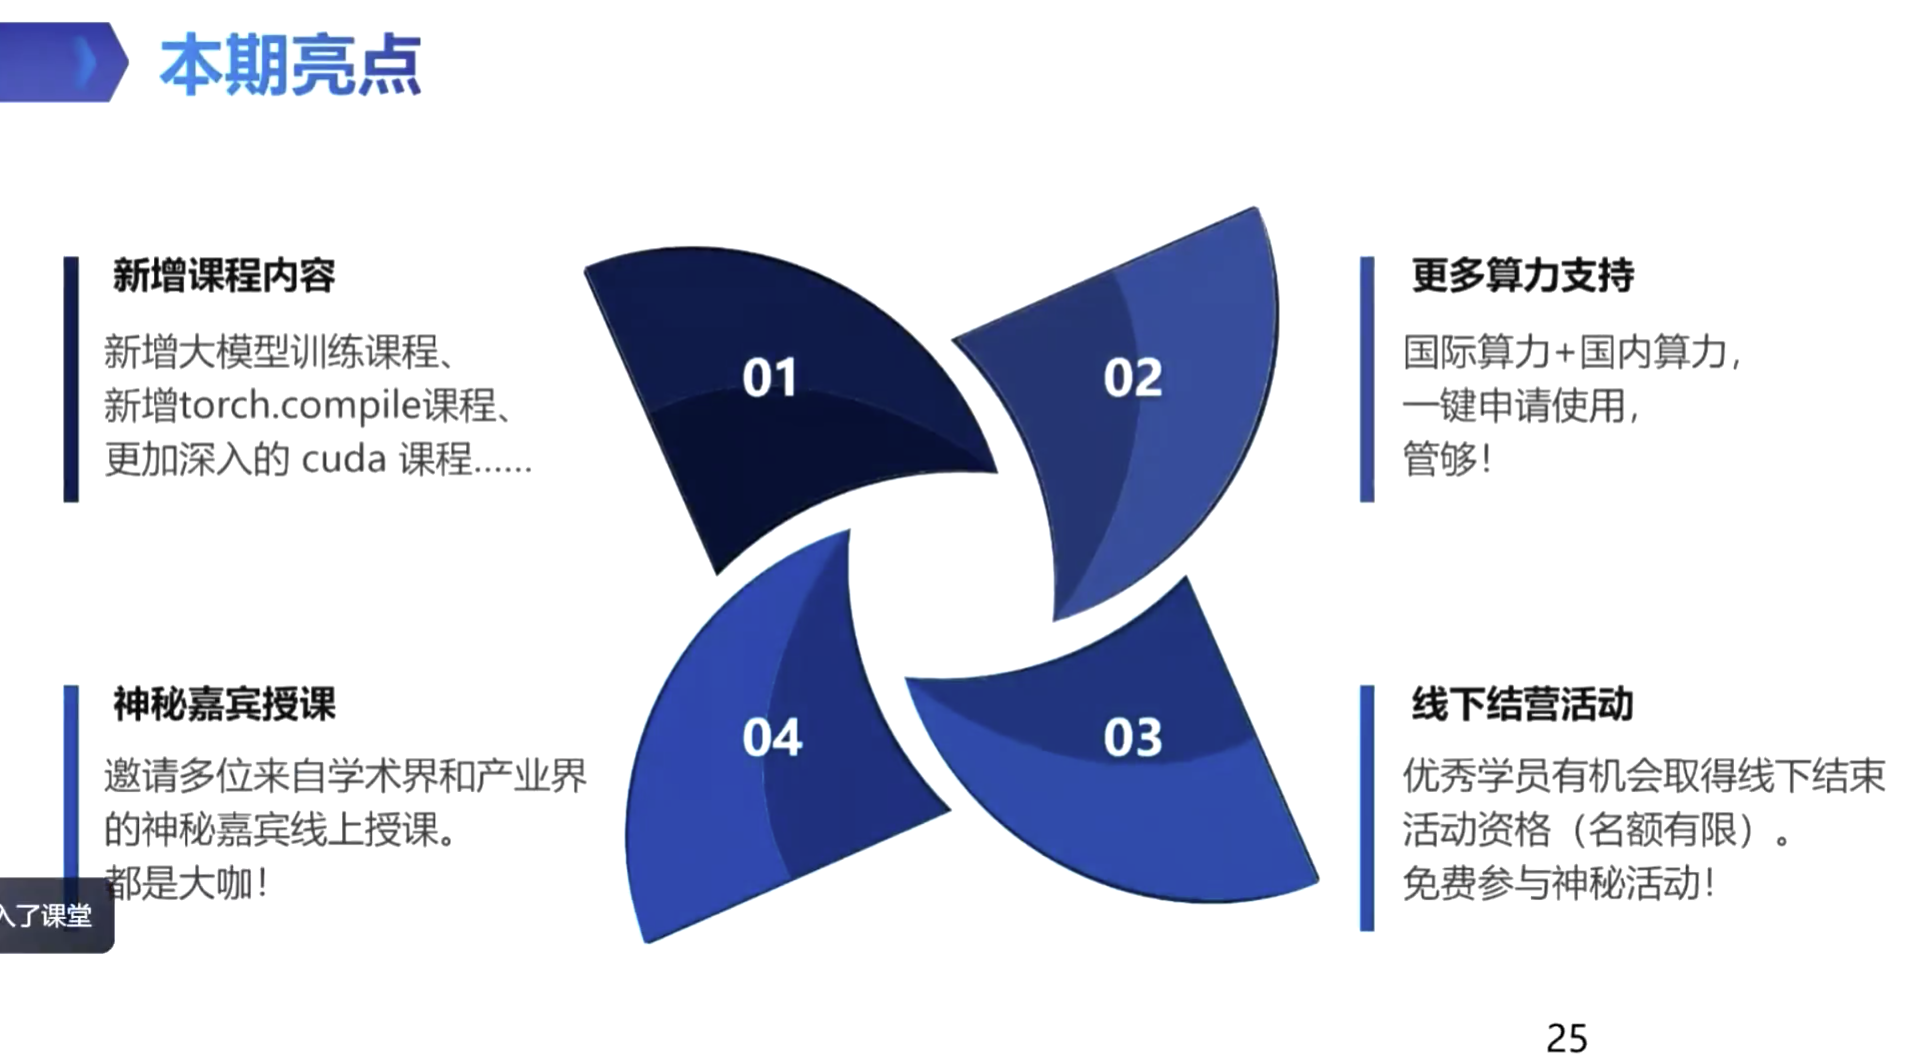 本期亮点
新增课程内容
新增大模型训练课程、
新增torch.compile课程、
更加深入的 cuda 课程......
01
02
更多算力支持
国际算力+国内算力，
一键申请使用，
管够！
神秘嘉宾授课
邀请多位来自学术界和产业界
的神秘嘉宾线上授课。
都是大咖！
04
03
线下结营活动
优秀学员有机会取得线下结束
活动资格（名额有限）。
免费参与神秘活动！
入了课堂
25